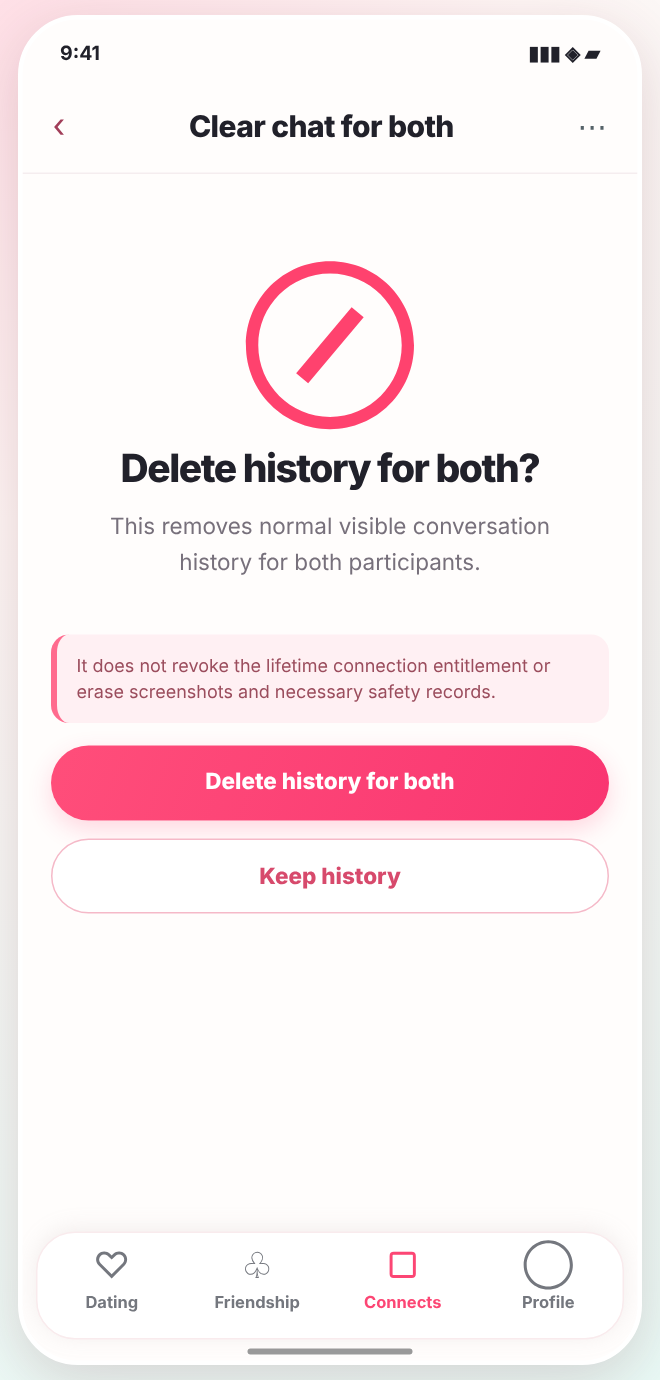 9:41
Clear chat for both
Delete history for both?
This removes normal visible conversation
history for both participants.
It does not revoke the lifetime connection entitlement or
erase screenshots and necessary safety records.
Delete history for both
Keep history
Dating
Friendship
Connects
Profile